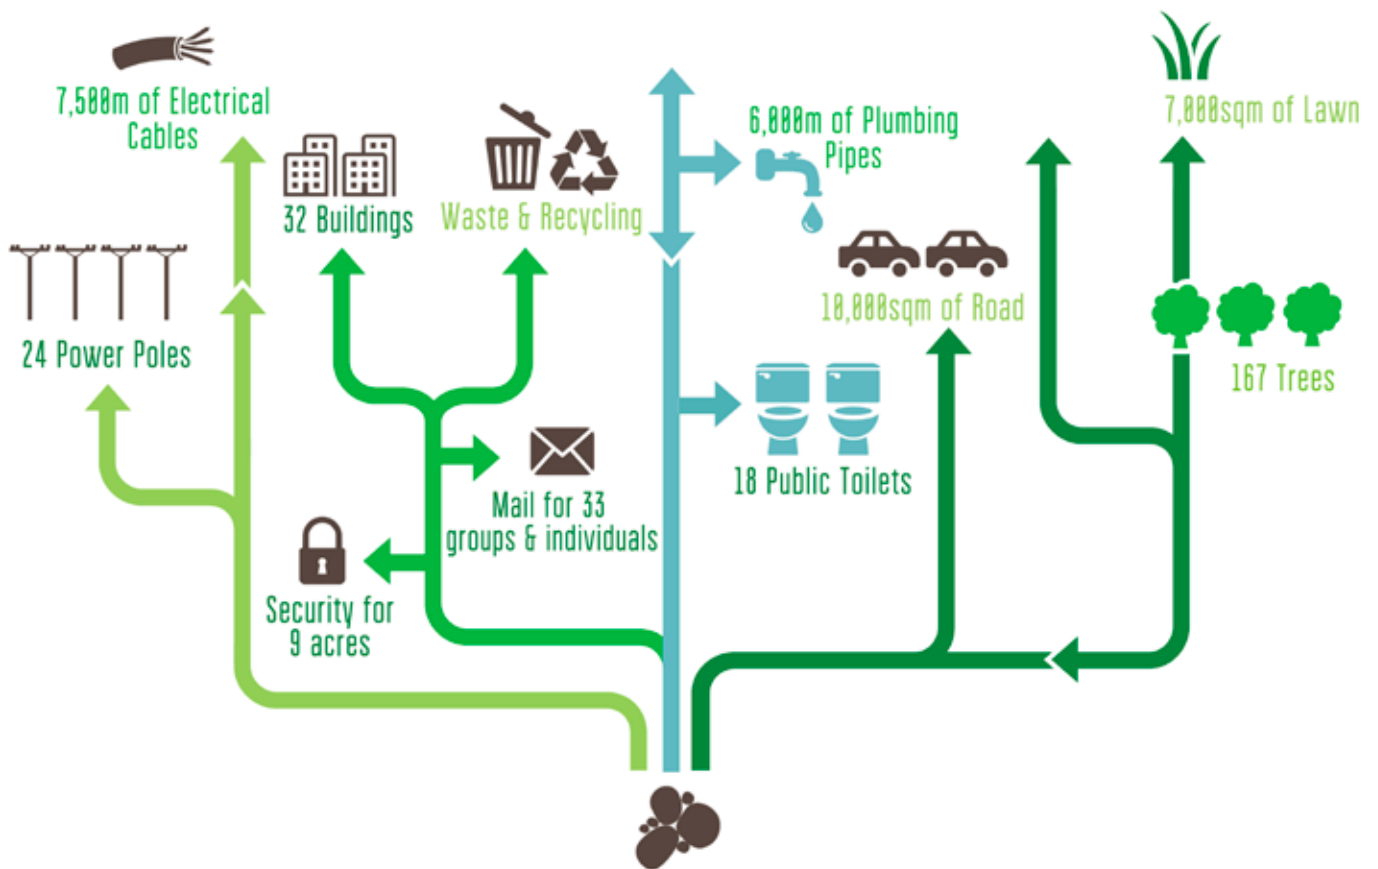 7,500m of Electrical
Cables
32 Buildings
Waste & Recycling
6,000m of Plumbing
Pipes
7,000sqm of Lawn
24 Power Poles
10,000sqm of Road
167 Trees
Mail for 33
groups & individuals
18 Public Toilets
Security for
9 acres